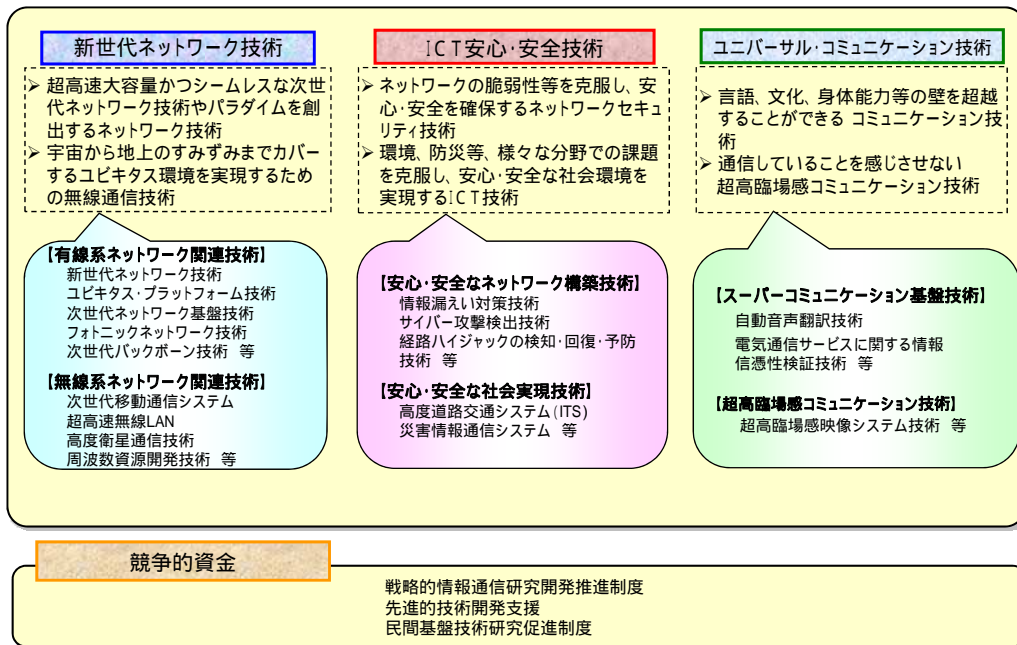 新世代ネットワーク技術
➢ 超高速大容量かつシームレスな次世
代ネットワーク技術やパラダイムを創
出するネットワーク技術
➢ 宇宙から地上のすみずみまでカバー
するユビキタス環境を実現するため
の無線通信技術
【有線系ネットワーク関連技術】
新世代ネットワーク技術
ユビキタス・プラットフォーム技術
次世代ネットワーク基盤技術
フォトニックネットワーク技術
次世代バックボーン技術 等
【無線系ネットワーク関連技術】
次世代移動通信システム
超高速無線LAN
高度衛星通信技術
周波数資源開発技術 等
ICT安心・安全技術
➢ ネットワークの脆弱性等を克服し、安
心・安全を確保するネットワークセキュ
リティ技術
➢ 環境、防災等、様々な分野での課題
を克服し、安心・安全な社会環境を
実現するICT技術
【安心・安全なネットワーク構築技術】
情報漏えい対策技術
サイバー攻撃検出技術
経路ハイジャックの検知・回復・予防
技術 等
【安心・安全な社会実現技術】
高度道路交通システム(ITS)
災害情報通信システム 等
ユニバーサル・コミュニケーション技術
➢ 言語、文化、身体能力等の壁を超越
することができる コミュニケーション技
術
➢ 通信していることを感じさせない
超高臨場感コミュニケーション技術
【スーパーコミュニケーション基盤技術】
自動音声翻訳技術
電気通信サービスに関する情報
信憑性検証技術 等
【超高臨場感コミュニケーション技術】
超高臨場感映像システム技術 等
競争的資金
戦略的情報通信研究開発推進制度
先進的技術開発支援
民間基盤技術研究促進制度